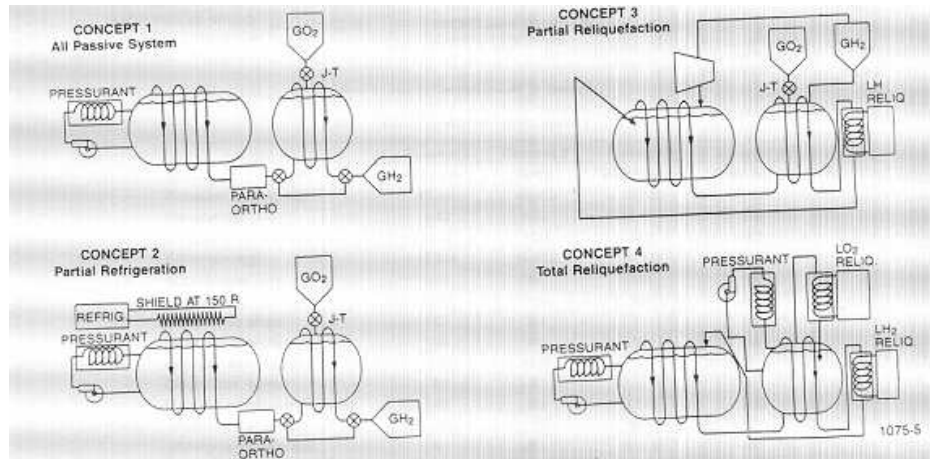 CONCEPT 1
All Passive System
GO2
J-T
PRESSURANT
PARA-
ORTHO
GH2
CONCEPT 3
Partial Reliquefaction
GO2
GH2
J-T
LH
RELIQ
CONCEPT 2
Partial Refrigeration
GO2
SHIELD AT 150 R
REFRIG
J-T
PRESSURANT
PARA-
ORTHO
GH2
CONCEPT 4
Total Reliquefaction
PRESSURANT
LO2
RELIQ.
LH2
RELIQ
PRESSURANT
1075-5